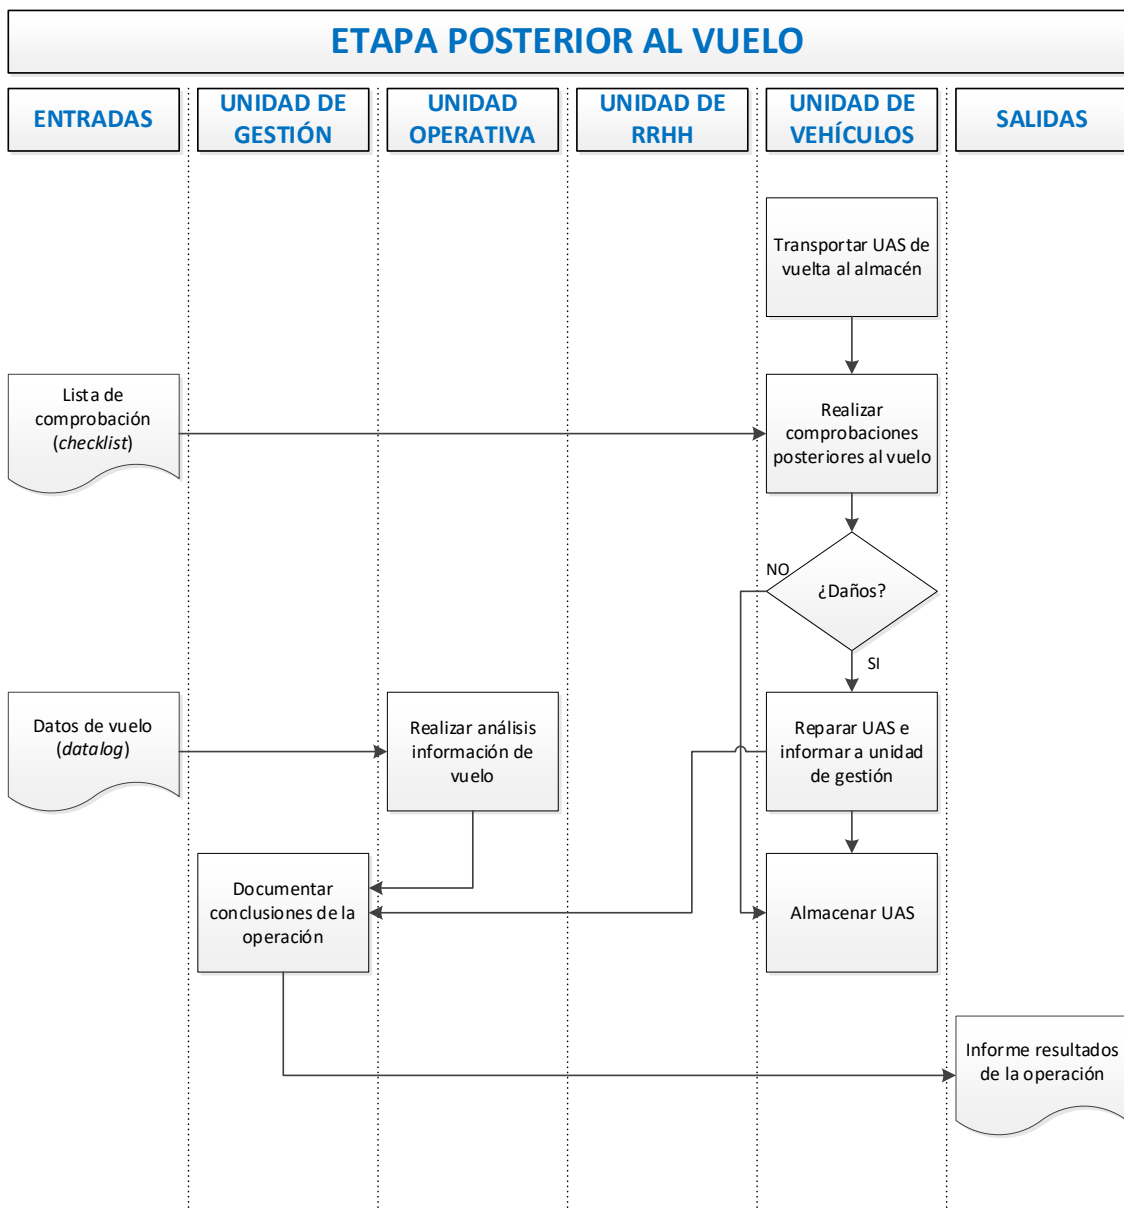 ETAPA POSTERIOR AL VUELO
ENTRADAS
UNIDAD DE
GESTIÓN
UNIDAD
OPERATIVA
UNIDAD DE
RRHH
UNIDAD DE
VEHÍCULOS
SALIDAS
Transportar UAS de
vuelta al almacén
Lista de
comprobación
(checklist)
Realizar
comprobaciones
posteriores al vuelo
NO
¿Daños?
SI
Datos de vuelo
(datalog)
Realizar análisis
información de
vuelo
Reparar UAS e
informar a unidad
de gestión
Documentar
conclusiones de la
operación
Almacenar UAS
Informe resultados
de la operación